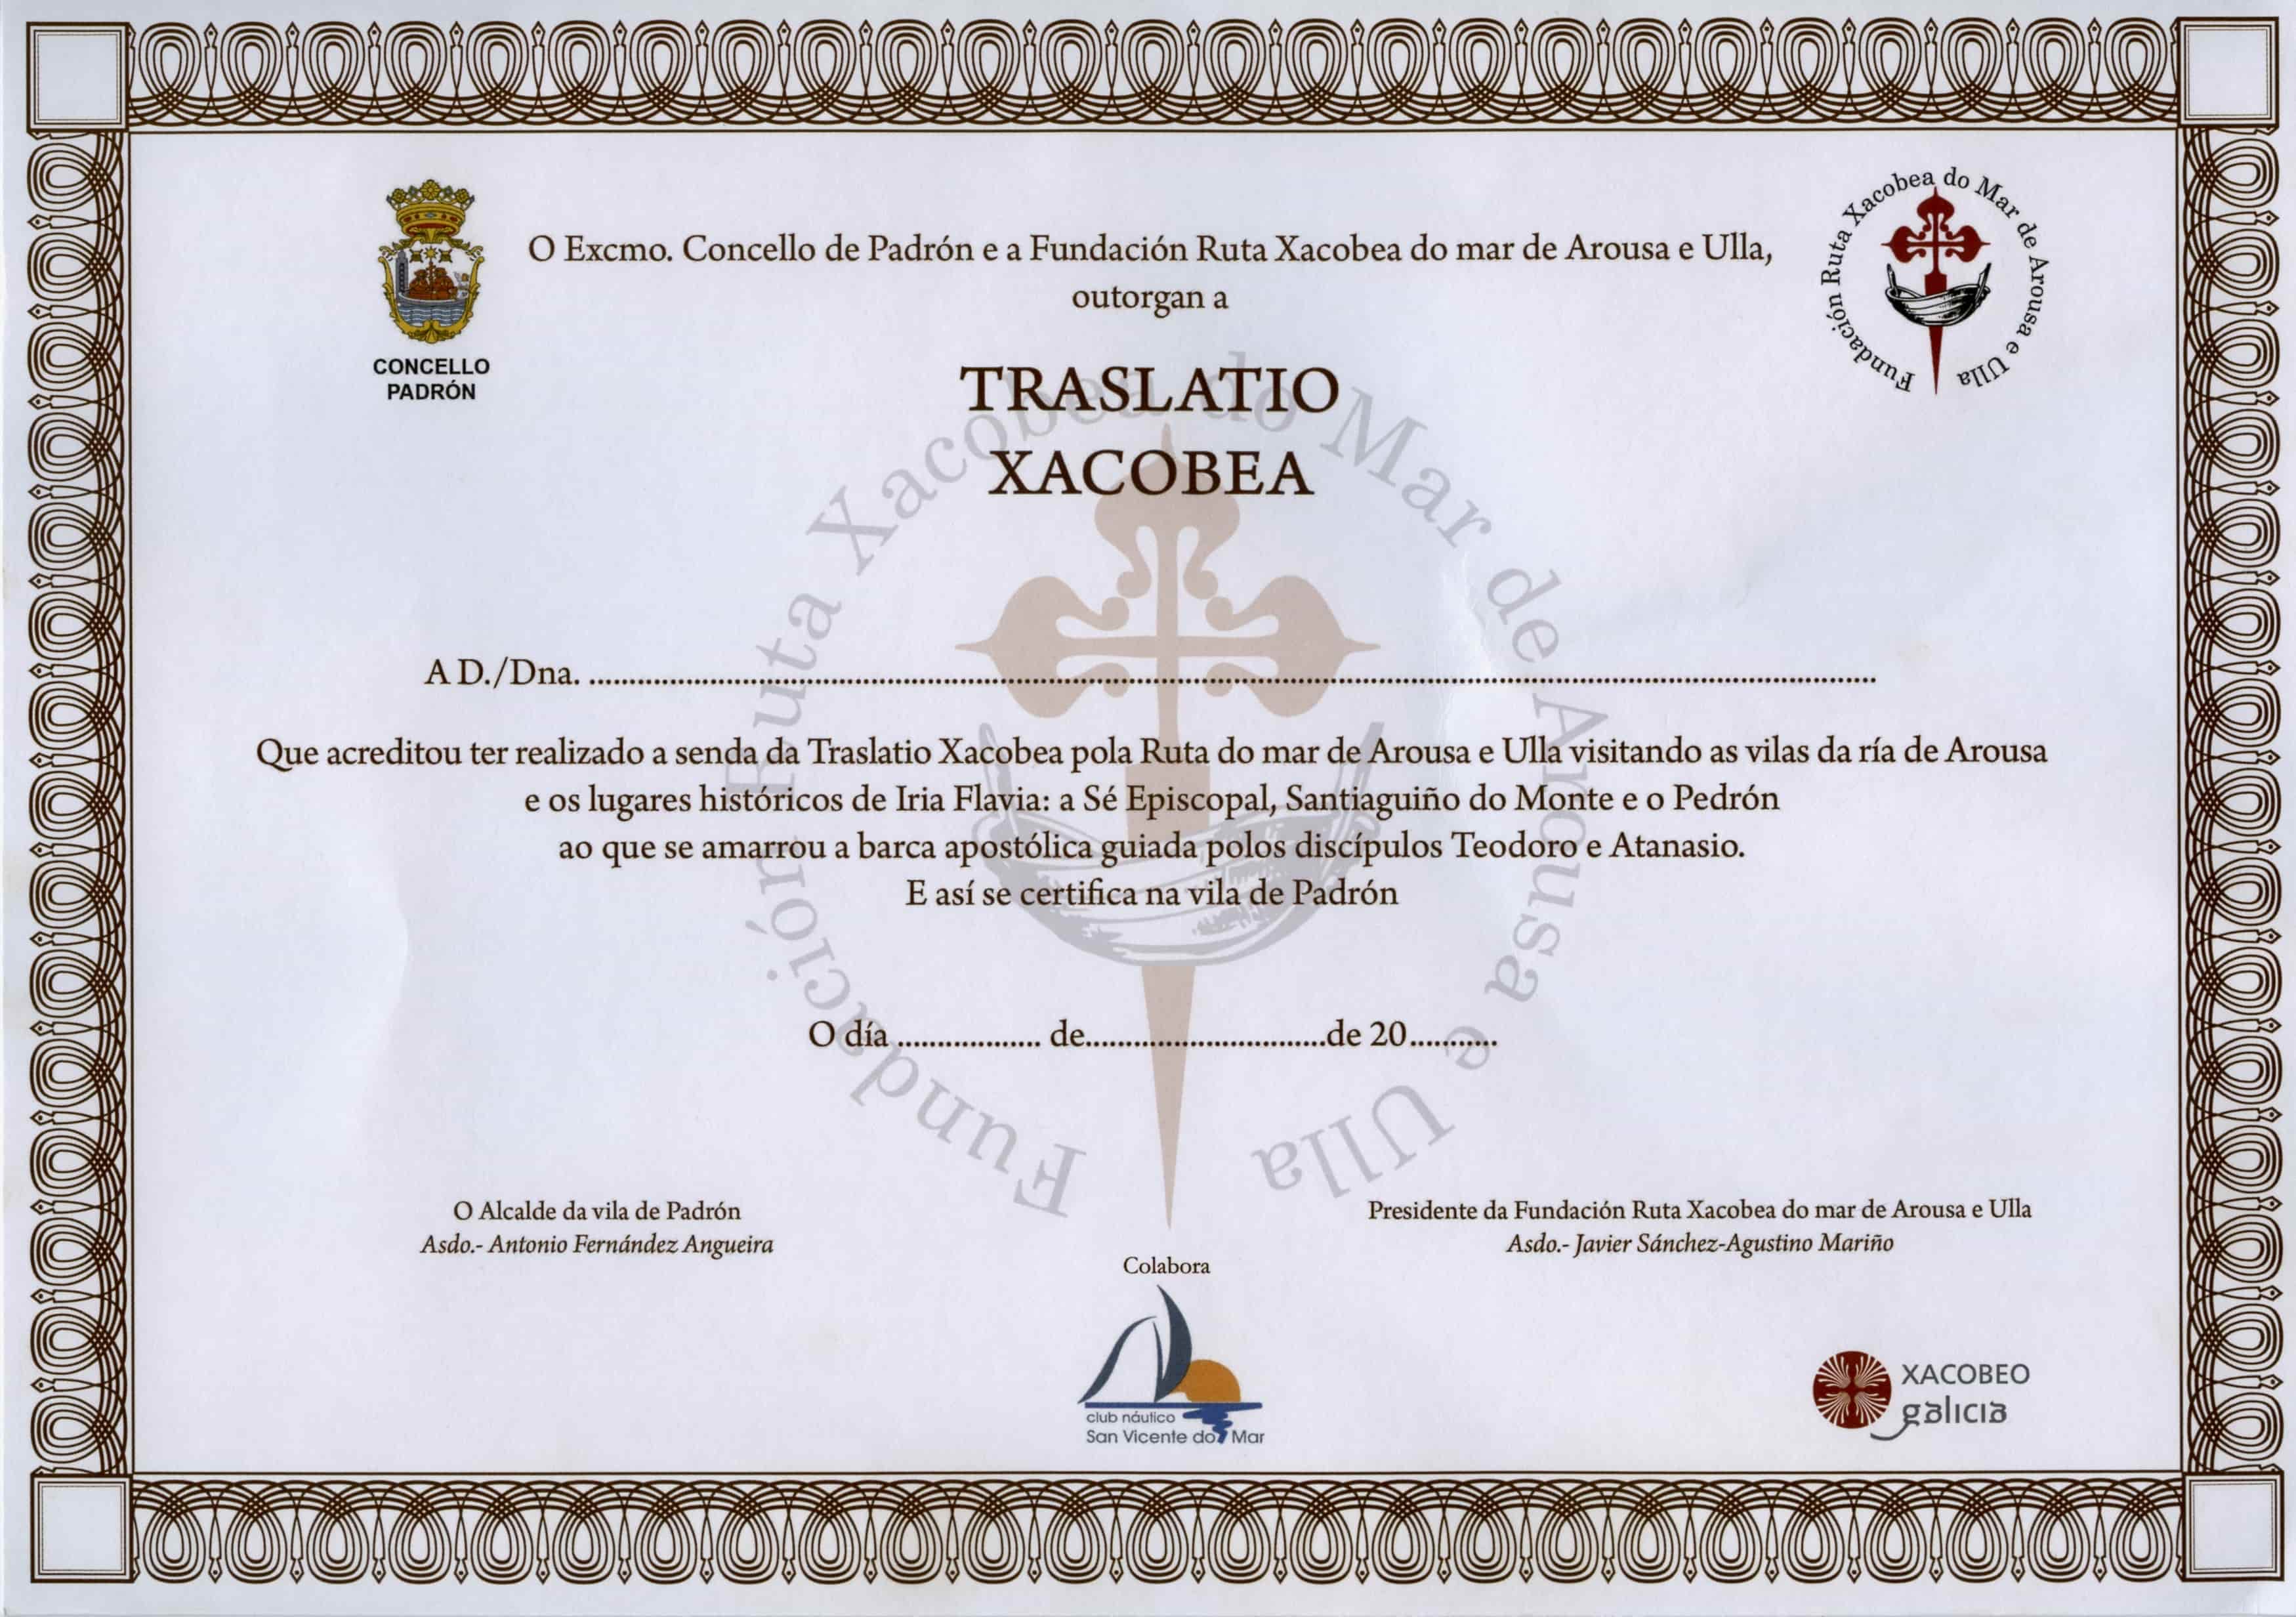 CONCELLO
PADRÓN
O Excmo. Concello de Padrón e a Fundación Ruta Xacobea do mar de Arousa e Ulla,
outorgan a
Fundación Ruta Xacobea do Mar de Arousa e Ulla
TRASLATIO
XACOBEA
Fundación Ruta Xacobea do Mar de Arousa e Ulla
A D./Dna. ..........
Que acreditou ter realizado a senda da Traslatio Xacobea pola Ruta do mar de Arousa e Ulla visitando as vilas da ría de Arousa
e os lugares históricos de Iria Flavia: a Sé Episcopal, Santiaguiño do Monte e o Pedrón
ao que se amarrou a barca apostólica guiada polos discípulos Teodoro e Atanasio.
E así se certifica na vila de Padrón
O día .................. de..............................de 20...........
O Alcalde da vila de Padrón
Asdo.- Antonio Fernández Angueira
Presidente da Fundación Ruta Xacobea do mar de Arousa e Ulla
Asdo.- Javier Sánchez-Agustino Mariño
Colabora
club náutico
San Vicente do Mar
XACOBEO
galicia